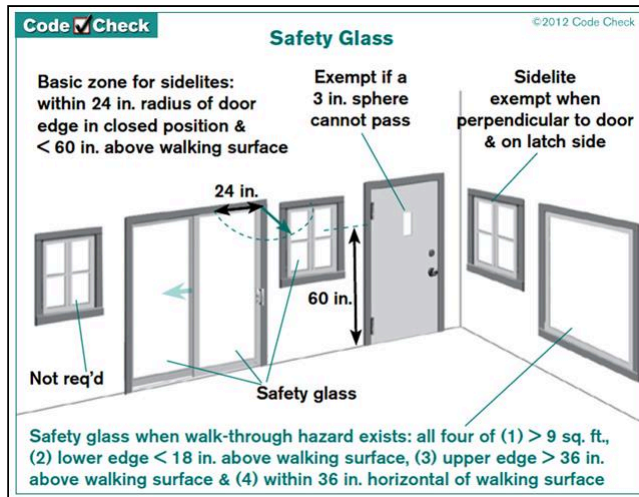 Code Check
©2012 Code Check
Safety Glass
Basic zone for sidelites:
within 24 in. radius of door
edge in closed position &
< 60 in. above walking surface
Exempt if a
3 in. sphere
cannot pass
Sidelite
exempt when
perpendicular to door
& on latch side
24 in.
60 in.
Not req'd
Safety glass
Safety glass when walk-through hazard exists: all four of (1) > 9 sq. ft.,
(2) lower edge < 18 in. above walking surface, (3) upper edge > 36 in.
above walking surface & (4) within 36 in. horizontal of walking surface